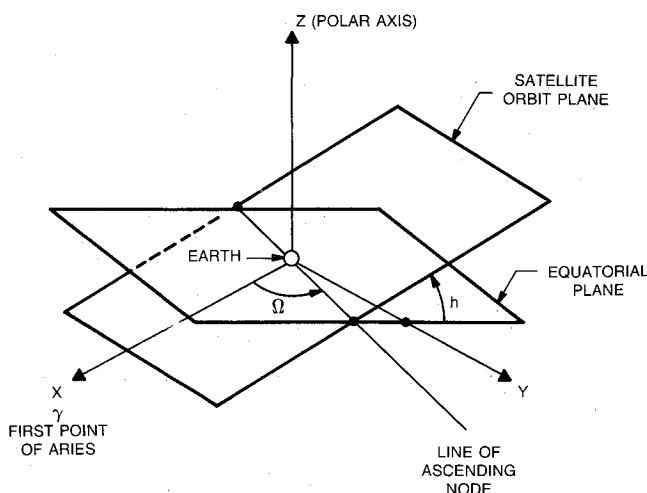 Z (POLAR AXIS)
SATELLITE
ORBIT PLANE
EARTH
EQUATORIAL
PLANE
Ω
h
X
γ
FIRST POINT
OF ARIES
Y
LINE OF
ASCENDING
NODE